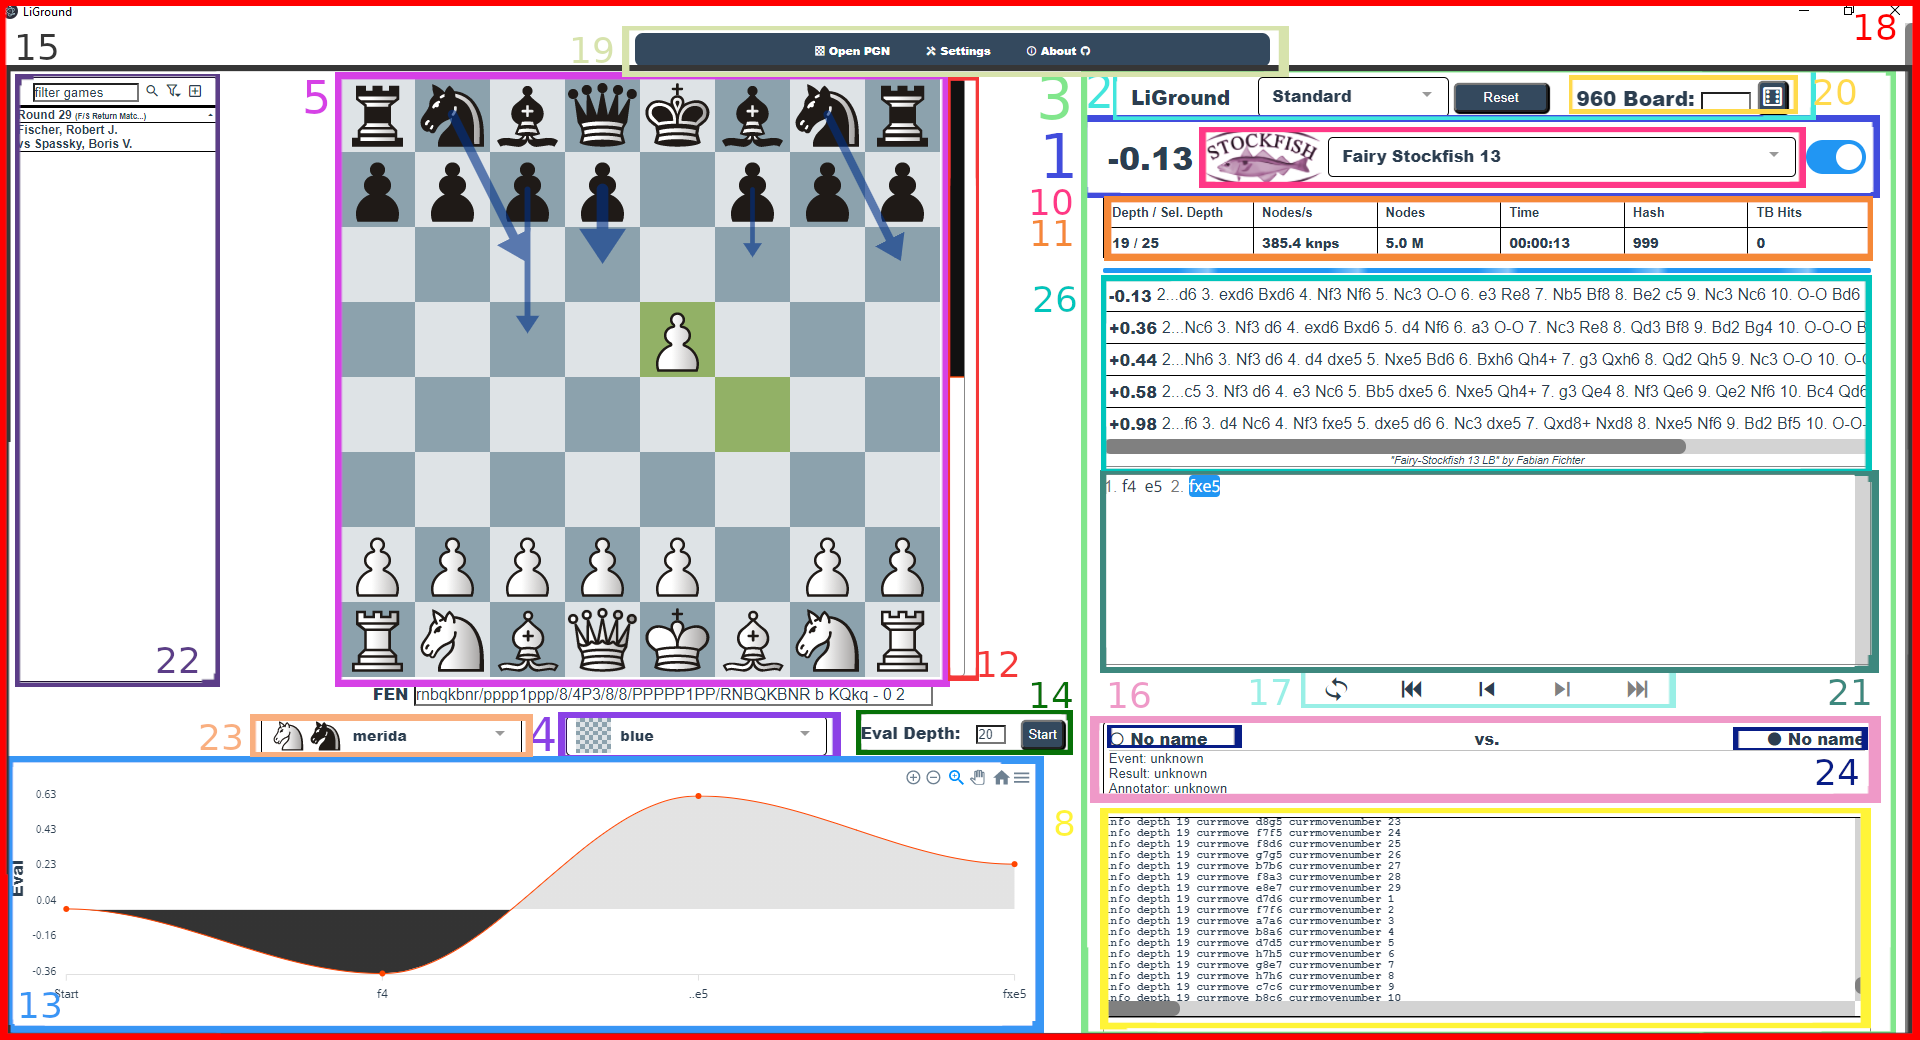 LiGround
18
15
19
Open PGN Settings About
filter games
Round 29 (F/S Return Matc...)
Fischer, Robert J.
vs Spassky, Boris V.
22
5
12
FEN rnbqkbnr/pppp1ppp/8/4P3/8/8/PPPPP1PP/RNBQKBNR b KQkq - 0 2
23
merida
4
blue
14
Eval Depth: 20 Start
13
Eval
0.63
0.43
0.23
0.04
-0.16
-0.36
Start f4 ..e5 fxe5
3
2
LiGround Standard Reset 960 Board:
20
1
-0.13 STOCKFISH Fairy Stockfish 13
10
11
Depth / Sel. Depth Nodes/s Nodes Time Hash TB Hits
19 / 25 385.4 knps 5.0 M 00:00:13 999 0
26
-0.13 2...d6 3. exd6 Bxd6 4. Nf3 Nf6 5. Nc3 O-O 6. e3 Re8 7. Nb5 Bf8 8. Be2 c5 9. Nc3 Nc6 10. O-O Bd6
+0.36 2...Nc6 3. Nf3 d6 4. exd6 Bxd6 5. d4 Nf6 6. a3 O-O 7. Nc3 Re8 8. Qd3 Bf8 9. Bd2 Bg4 10. O-O-O B
+0.44 2...Nh6 3. Nf3 d6 4. d4 dxe5 5. Nxe5 Bd6 6. Bxh6 Qh4+ 7. g3 Qxh6 8. Qd2 Qh5 9. Nc3 O-O 10. O-O
+0.58 2...c5 3. Nf3 d6 4. e3 Nc6 5. Bb5 dxe5 6. Nxe5 Qh4+ 7. g3 Qe4 8. Nf3 Qe6 9. Qe2 Nf6 10. Bc4 Qd6
+0.98 2...f6 3. d4 Nc6 4. Nf3 fxe5 5. dxe5 d6 6. Nc3 dxe5 7. Qxd8+ Nxd8 8. Nxe5 Nf6 9. Bd2 Bf5 10. O-O-
"Fairy-Stockfish 13 LB" by Fabian Fichter
1. f4 e5 2. fxe5
16
17
21
No name vs. No name
Event: unknown
Result: unknown
Annotator: unknown
24
8
info depth 19 currmove d8g5 currmovenumber 23
info depth 19 currmove f7f5 currmovenumber 24
info depth 19 currmove f8d6 currmovenumber 25
info depth 19 currmove g7g5 currmovenumber 26
info depth 19 currmove b7b6 currmovenumber 27
info depth 19 currmove f8a3 currmovenumber 28
info depth 19 currmove e8e7 currmovenumber 29
info depth 19 currmove d7d6 currmovenumber 1
info depth 19 currmove f7f6 currmovenumber 2
info depth 19 currmove a7a6 currmovenumber 3
info depth 19 currmove b8a6 currmovenumber 4
info depth 19 currmove d7d5 currmovenumber 5
info depth 19 currmove h7h5 currmovenumber 6
info depth 19 currmove g8e7 currmovenumber 7
info depth 19 currmove h7h6 currmovenumber 8
info depth 19 currmove c7c6 currmovenumber 9
info depth 19 currmove b8c6 currmovenumber 10